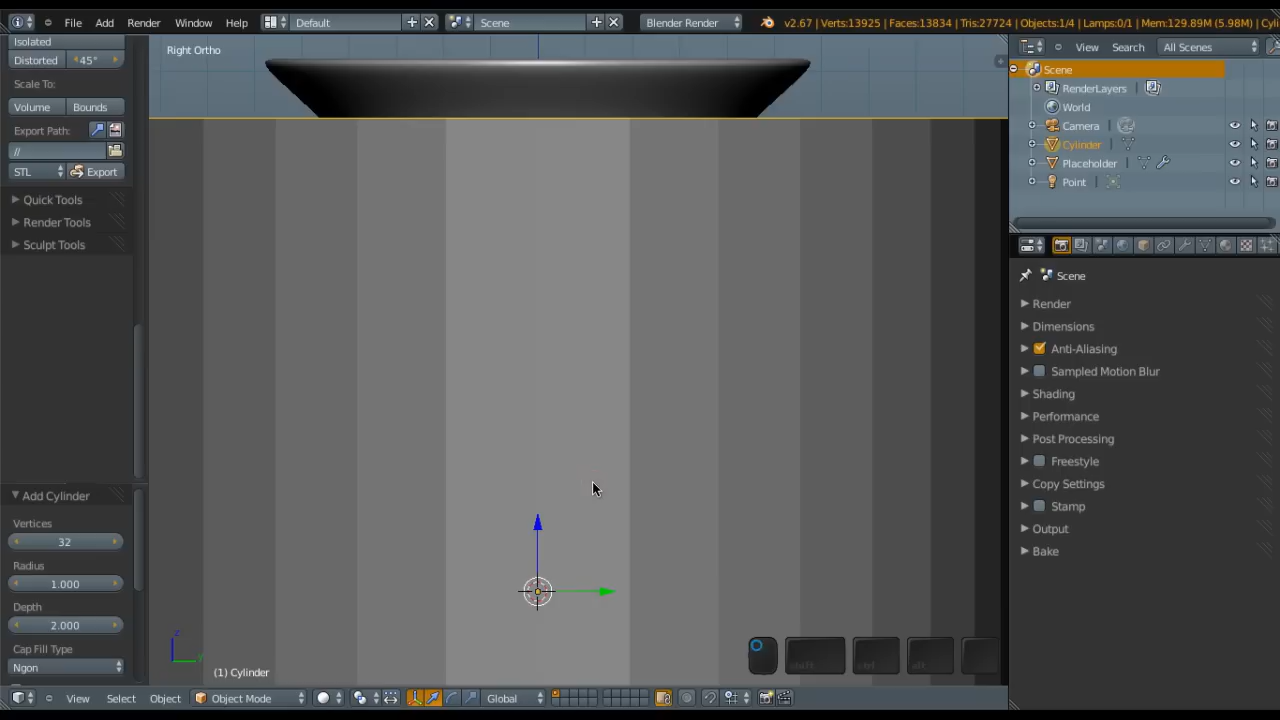 File Add Render Window Help Default Scene Blender Render v2.67 | Verts:13925 | Faces:13834 | Tris:27724 | Objects:1/4 | Lamps:0/1 | Mem:129.89M (5.98M) | Cyli
Isolated
Distorted 45°
Scale To:
Volume Bounds
Export Path:
//
STL Export
Quick Tools
Render Tools
Sculpt Tools
Add Cylinder
Vertices
32
Radius
1.000
Depth
2.000
Cap Fill Type
Ngon
Right Ortho
z
y
(1) Cylinder
shift ctrl alt
View Select Object Object Mode Global
View Search All Scenes
Scene
RenderLayers |
World
Camera |
Cylinder |
Placeholder |
Point |
Scene
Render
Dimensions
Anti-Aliasing
Sampled Motion Blur
Shading
Performance
Post Processing
Freestyle
Copy Settings
Stamp
Output
Bake